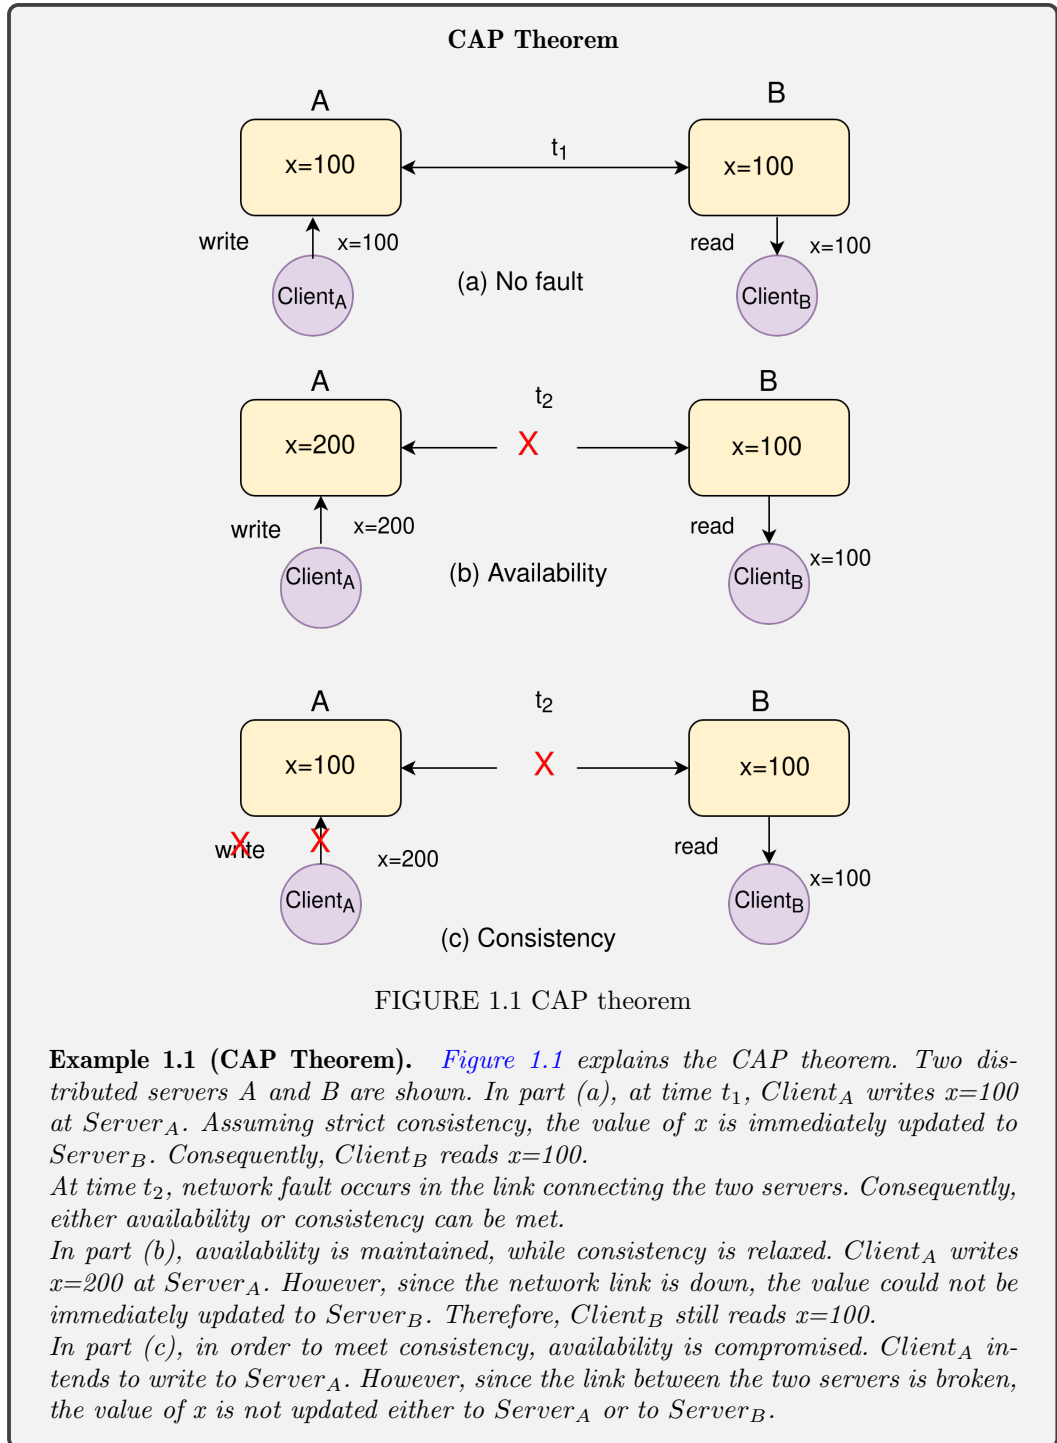 CAP Theorem
A B
x=100 t1 x=100
write x=100 read x=100
ClientA (a) No fault ClientB
A t2 B
x=200 X x=100
write x=200 read x=100
ClientA (b) Availability ClientB
A t2 B
x=100 X x=100
write X X x=200 read x=100
ClientA ClientB
(c) Consistency
FIGURE 1.1 CAP theorem
Example 1.1 (CAP Theorem). Figure 1.1 explains the CAP theorem. Two dis-
tributed servers A and B are shown. In part (a), at time t1, ClientA writes x=100
at ServerA. Assuming strict consistency, the value of x is immediately updated to
ServerB. Consequently, ClientB reads x=100.
At time t2, network fault occurs in the link connecting the two servers. Consequently,
either availability or consistency can be met.
In part (b), availability is maintained, while consistency is relaxed. ClientA writes
x=200 at ServerA. However, since the network link is down, the value could not be
immediately updated to ServerB. Therefore, ClientB still reads x=100.
In part (c), in order to meet consistency, availability is compromised. ClientA in-
tends to write to ServerA. However, since the link between the two servers is broken,
the value of x is not updated either to ServerA or to ServerB.